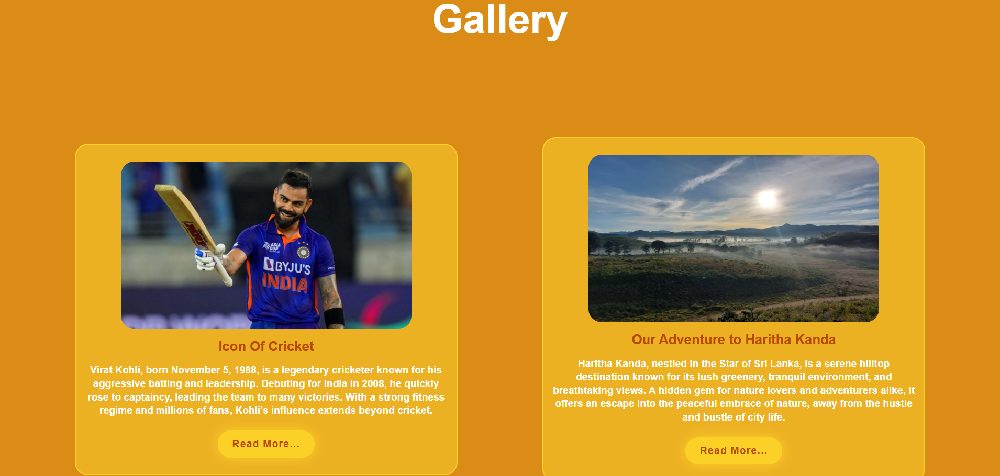 Gallery
MRF
ASIA
CUP
BYJU'S
INDIA
Icon Of Cricket
Virat Kohli, born November 5, 1988, is a legendary cricketer known for his
aggressive batting and leadership. Debuting for India in 2008, he quickly
rose to captaincy, leading the team to many victories. With a strong fitness
regime and millions of fans, Kohli's influence extends beyond cricket.
Read More...
Our Adventure to Haritha Kanda
Haritha Kanda, nestled in the Star of Sri Lanka, is a serene hilltop
destination known for its lush greenery, tranquil environment, and
breathtaking views. A hidden gem for nature lovers and adventurers alike, it
offers an escape into the peaceful embrace of nature, away from the hustle
and bustle of city life.
Read More...